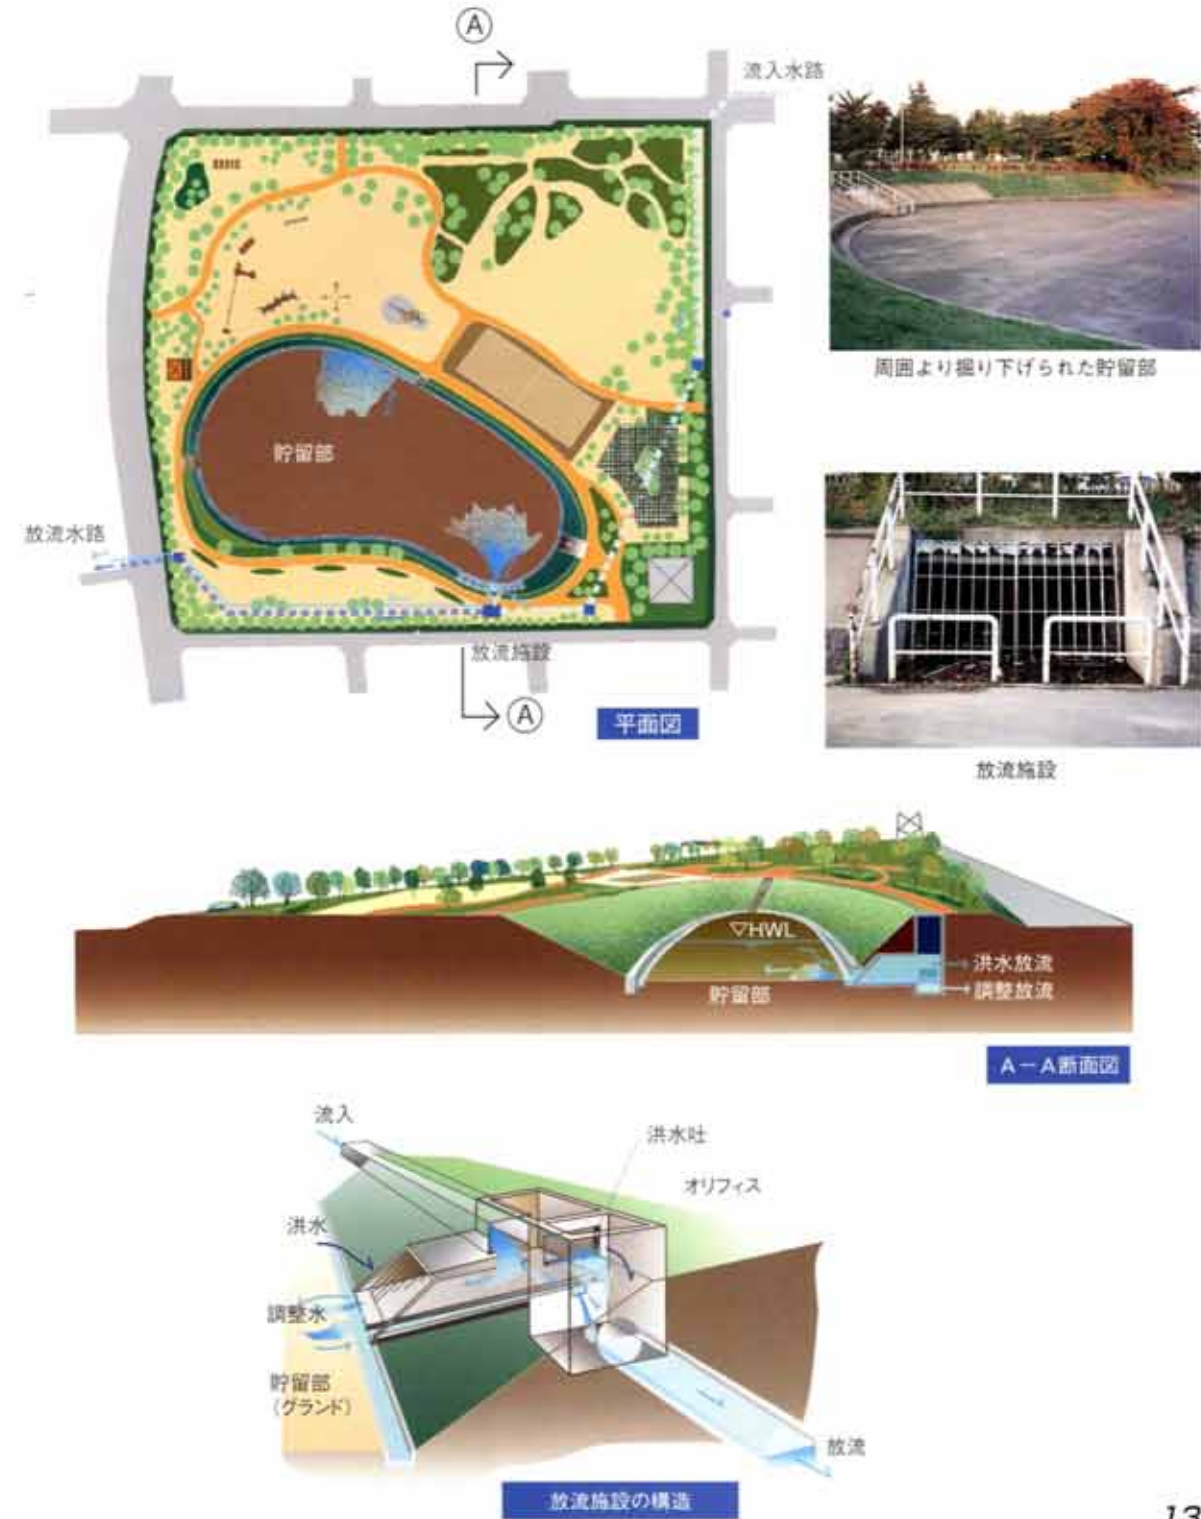 A
流入水路
周囲より掘り下げられた貯留部
貯留部
放流水路
放流施設
A
平面図
放流施設
▽HWL
洪水放流
調整放流
貯留部
A－A断面図
流入
洪水吐
オリフィス
洪水
調整水
貯留部
（グランド）
放流
放流施設の構造
13